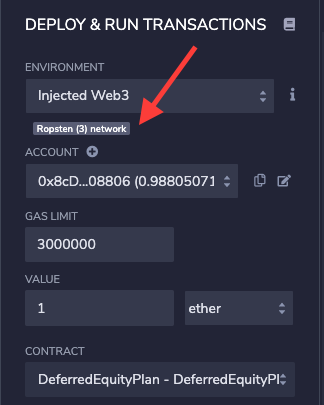 DEPLOY & RUN TRANSACTIONS
ENVIRONMENT
Injected Web3
Ropsten (3) network
ACCOUNT
0x8cD...08806 (0.98805071
GAS LIMIT
3000000
VALUE
1 ether
CONTRACT
DeferredEquityPlan - DeferredEquityPl